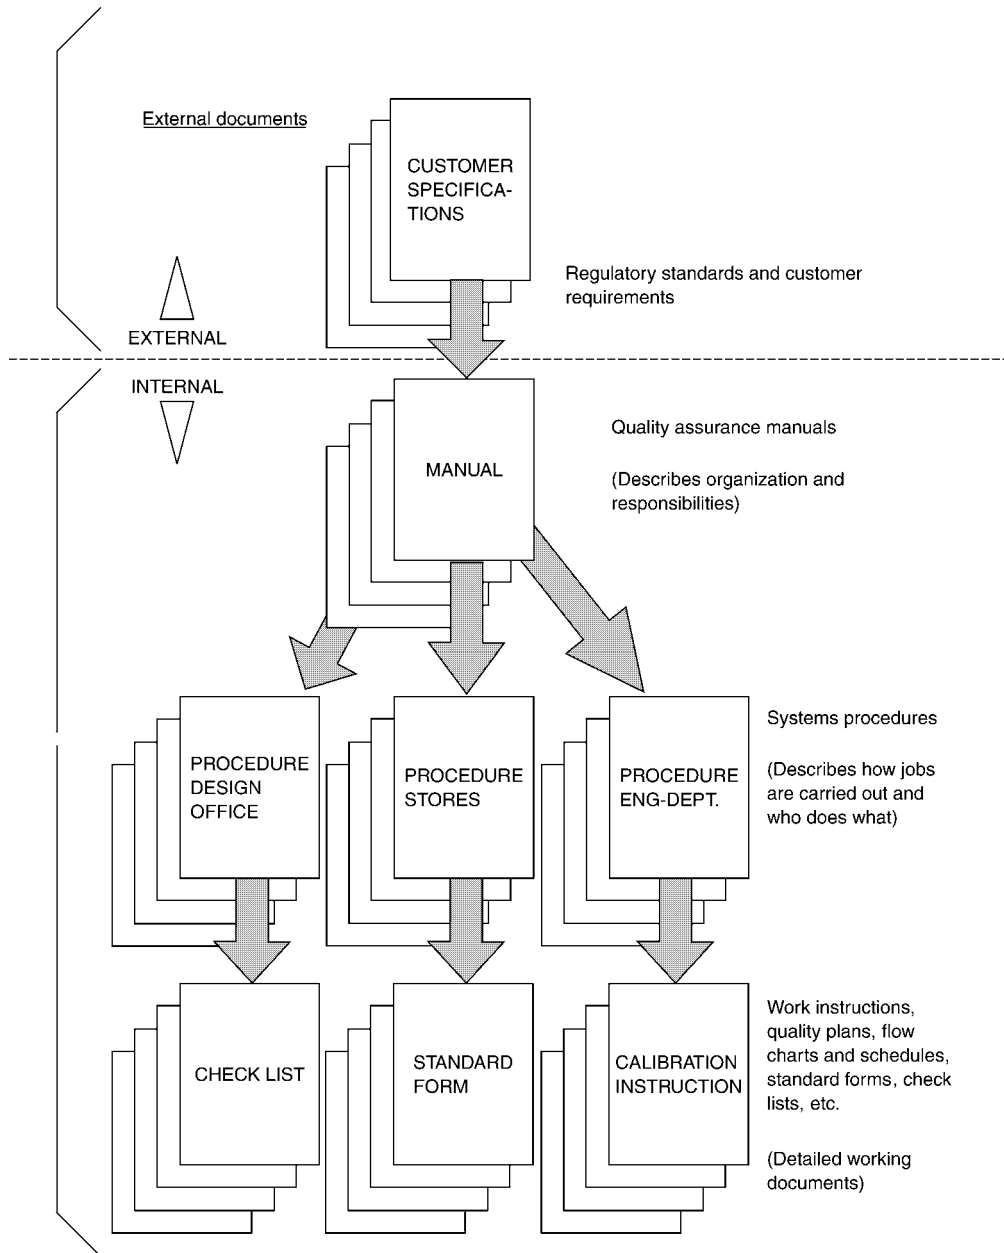 External documents
CUSTOMER
SPECIFICA-
TIONS
Regulatory standards and customer
requirements
EXTERNAL
INTERNAL
Quality assurance manuals
MANUAL
(Describes organization and
responsibilities)
PROCEDURE
DESIGN
OFFICE
PROCEDURE
STORES
PROCEDURE
ENG-DEPT.
Systems procedures
(Describes how jobs
are carried out and
who does what)
CHECK LIST
STANDARD
FORM
CALIBRATION
INSTRUCTION
Work instructions,
quality plans, flow
charts and schedules,
standard forms, check
lists, etc.
(Detailed working
documents)